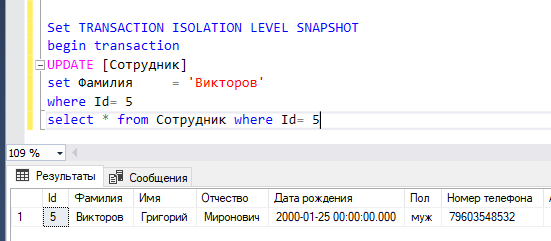 Set TRANSACTION ISOLATION LEVEL SNAPSHOT
begin transaction
UPDATE [Сотрудник]
set Фамилия = 'Викторов'
where Id= 5
select * from Сотрудник where Id= 5
109 %
Результаты Сообщения
Id Фамилия Имя Отчество Дата рождения Пол Номер телефона
1 5 Викторов Григорий Миронович 2000-01-25 00:00:00.000 муж 79603548532